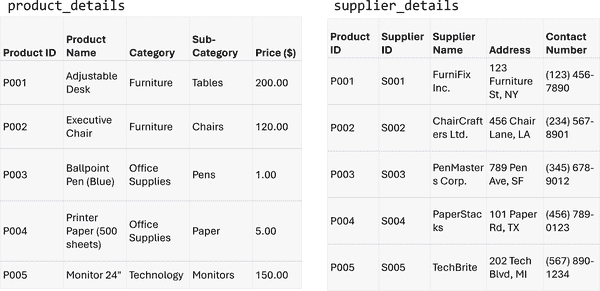 product_details
Product ID Product Name Category Sub-Category Price ($)
P001 Adjustable Desk Furniture Tables 200.00
P002 Executive Chair Furniture Chairs 120.00
P003 Ballpoint Pen (Blue) Office Supplies Pens 1.00
P004 Printer Paper (500 sheets) Office Supplies Paper 5.00
P005 Monitor 24" Technology Monitors 150.00
supplier_details
Product ID Supplier ID Supplier Name Address Contact Number
P001 S001 FurniFix Inc. 123 Furniture St, NY (123) 456-7890
P002 S002 ChairCrafters Ltd. 456 Chair Lane, LA (234) 567-8901
P003 S003 PenMasters Corp. 789 Pen Ave, SF (345) 678-9012
P004 S004 PaperStacks 101 Paper Rd, TX (456) 789-0123
P005 S005 TechBrite 202 Tech Blvd, MI (567) 890-1234